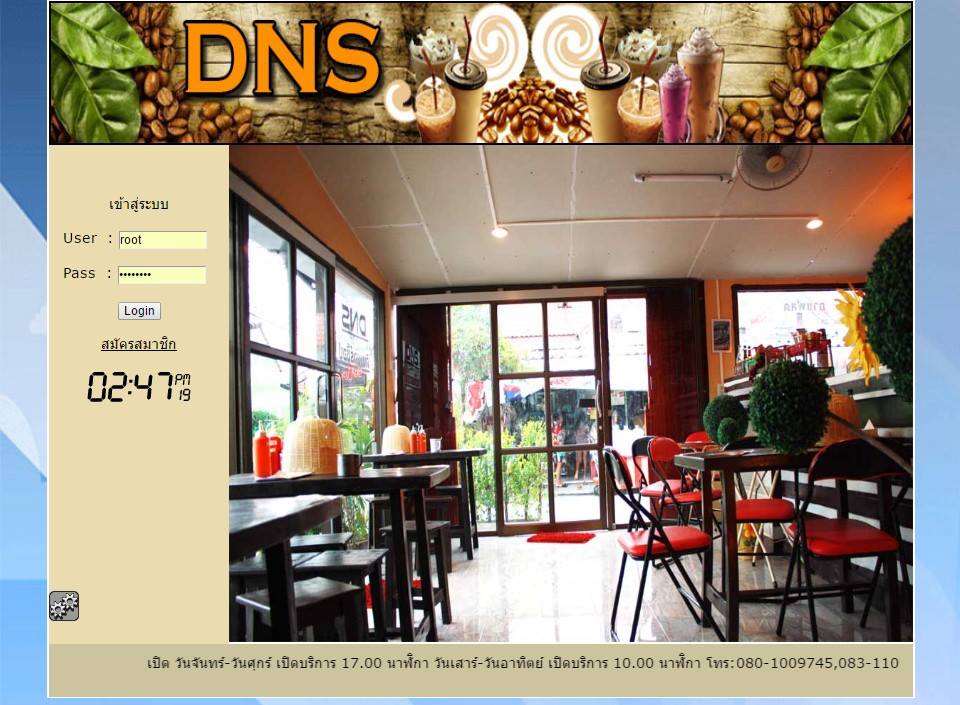 DNS
เข้าสู่ระบบ
User : root
Pass : ••••••••
Login
สมัครสมาชิก
02:47 PM 19
DNS
เปิด วันจันทร์-วันศุกร์ เปิดบริการ 17.00 นาฬิกา วันเสาร์-วันอาทิตย์ เปิดบริการ 10.00 นาฬิกา โทร:080-1009745,083-110